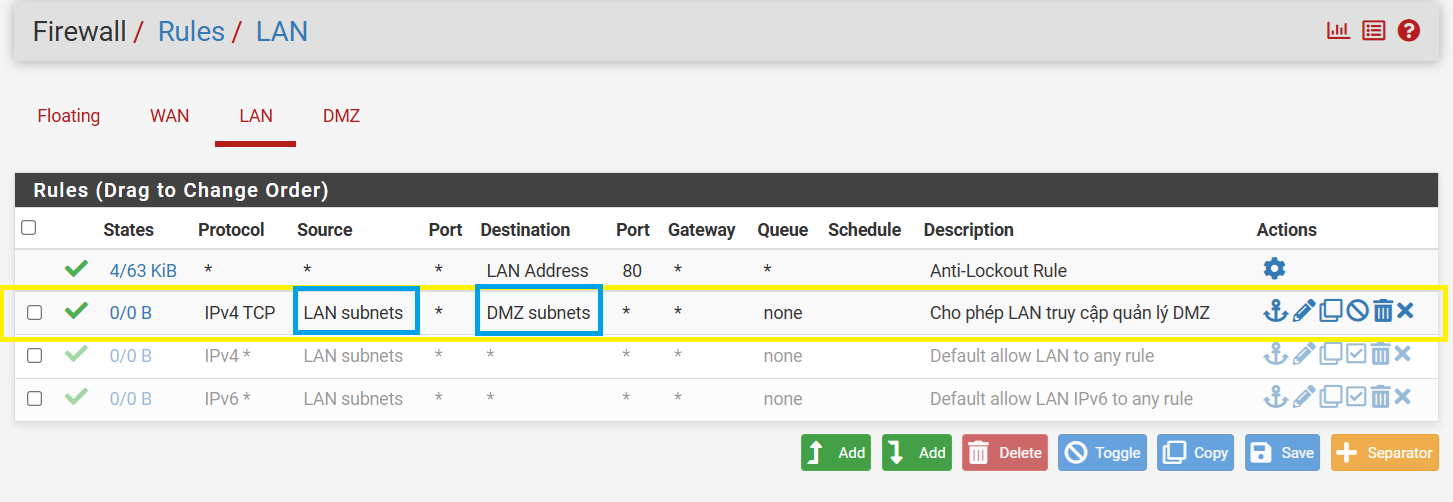 Firewall / Rules / LAN
Floating WAN LAN DMZ
Rules (Drag to Change Order)
States Protocol Source Port Destination Port Gateway Queue Schedule Description Actions
4/63 KiB * * * LAN Address 80 * * Anti-Lockout Rule
0/0 B IPv4 TCP LAN subnets * DMZ subnets * * none Cho phép LAN truy cập quản lý DMZ
0/0 B IPv4 * LAN subnets * * * * none Default allow LAN to any rule
0/0 B IPv6 * LAN subnets * * * * none Default allow LAN IPv6 to any rule
Add Add Delete Toggle Copy Save Separator